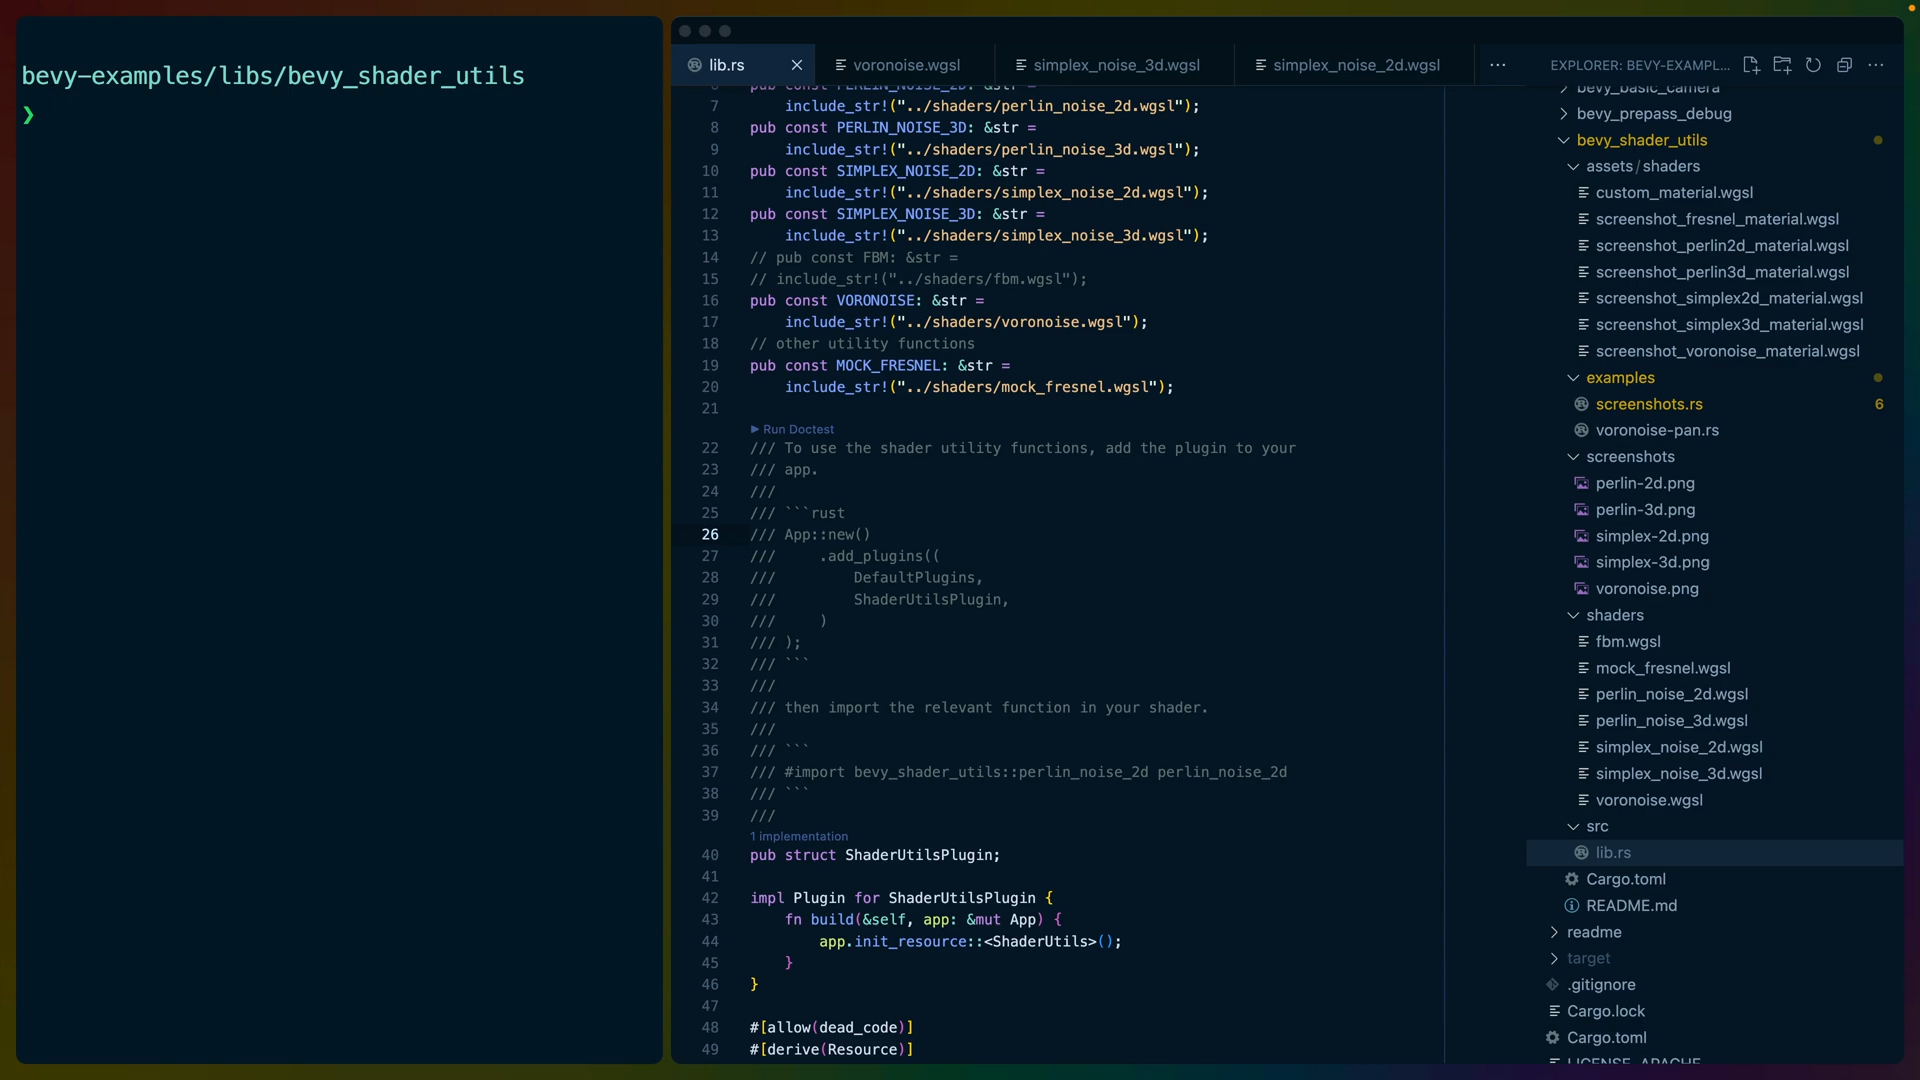 bevy-examples/libs/bevy_shader_utils
❯
lib.rs
voronoise.wgsl
simplex_noise_3d.wgsl
simplex_noise_2d.wgsl
6 pub const PERLIN_NOISE_2D: &str =
7 include_str!("../shaders/perlin_noise_2d.wgsl");
8 pub const PERLIN_NOISE_3D: &str =
9 include_str!("../shaders/perlin_noise_3d.wgsl");
10 pub const SIMPLEX_NOISE_2D: &str =
11 include_str!("../shaders/simplex_noise_2d.wgsl");
12 pub const SIMPLEX_NOISE_3D: &str =
13 include_str!("../shaders/simplex_noise_3d.wgsl");
14 // pub const FBM: &str =
15 // include_str!("../shaders/fbm.wgsl");
16 pub const VORONOISE: &str =
17 include_str!("../shaders/voronoise.wgsl");
18 // other utility functions
19 pub const MOCK_FRESNEL: &str =
20 include_str!("../shaders/mock_fresnel.wgsl");
21
▶ Run Doctest
22 /// To use the shader utility functions, add the plugin to your
23 /// app.
24 ///
25 /// ```rust
26 /// App::new()
27 ///     .add_plugins((
28 ///         DefaultPlugins,
29 ///         ShaderUtilsPlugin,
30 ///     )
31 /// );
32 /// ```
33 ///
34 /// then import the relevant function in your shader.
35 ///
36 /// ```
37 /// #import bevy_shader_utils::perlin_noise_2d perlin_noise_2d
38 /// ```
39 ///
1 implementation
40 pub struct ShaderUtilsPlugin;
41
42 impl Plugin for ShaderUtilsPlugin {
43 fn build(&self, app: &mut App) {
44 app.init_resource::<ShaderUtils>();
45 }
46 }
47
48 #[allow(dead_code)]
49 #[derive(Resource)]
EXPLORER: BEVY-EXAMPL...
bevy_basic_camera
bevy_prepass_debug
bevy_shader_utils
assets/shaders
custom_material.wgsl
screenshot_fresnel_material.wgsl
screenshot_perlin2d_material.wgsl
screenshot_perlin3d_material.wgsl
screenshot_simplex2d_material.wgsl
screenshot_simplex3d_material.wgsl
screenshot_voronoise_material.wgsl
examples
screenshots.rs 6
voronoise-pan.rs
screenshots
perlin-2d.png
perlin-3d.png
simplex-2d.png
simplex-3d.png
voronoise.png
shaders
fbm.wgsl
mock_fresnel.wgsl
perlin_noise_2d.wgsl
perlin_noise_3d.wgsl
simplex_noise_2d.wgsl
simplex_noise_3d.wgsl
voronoise.wgsl
src
lib.rs
Cargo.toml
README.md
readme
target
.gitignore
Cargo.lock
Cargo.toml
LICENSE_APACHE